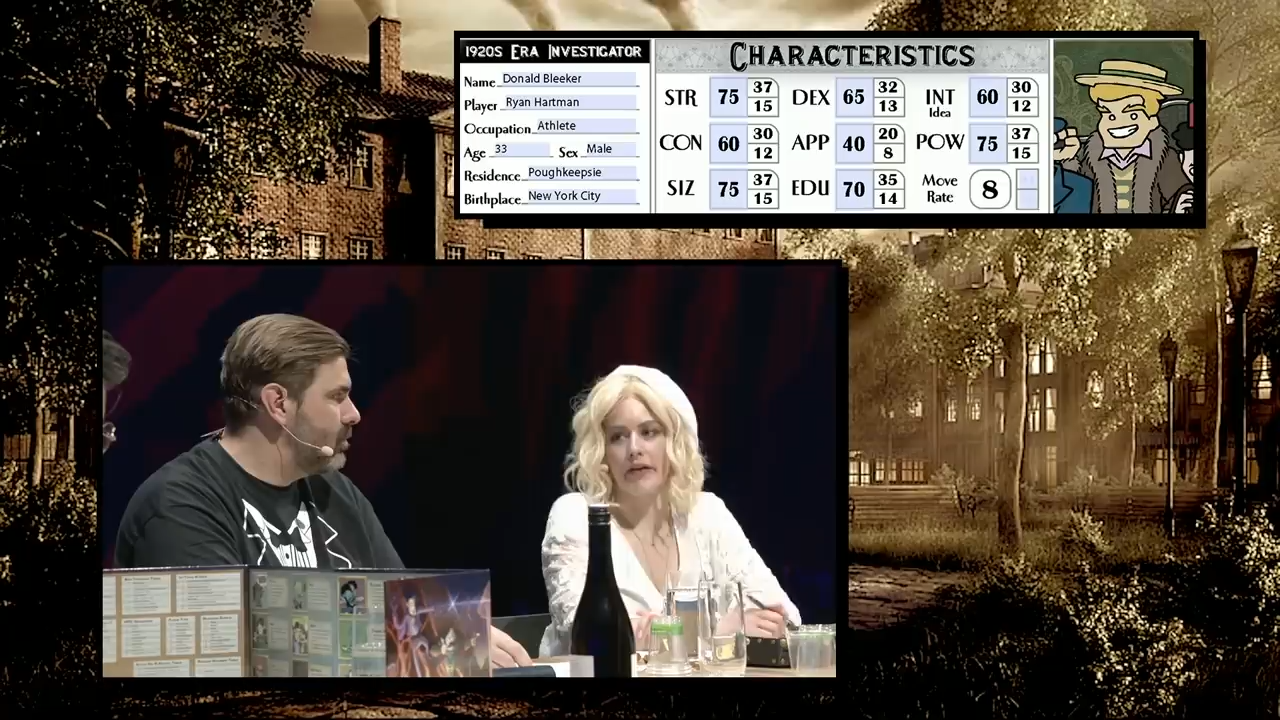 1920s Era Investigator
Name Donald Bleeker
Player Ryan Hartman
Occupation Athlete
Age 33 Sex Male
Residence Poughkeepsie
Birthplace New York City
Characteristics
STR 75 37 15 DEX 65 32 13 INT Idea 60 30 12
CON 60 30 12 APP 40 20 8 POW 75 37 15
SIZ 75 37 15 EDU 70 35 14 Move Rate 8